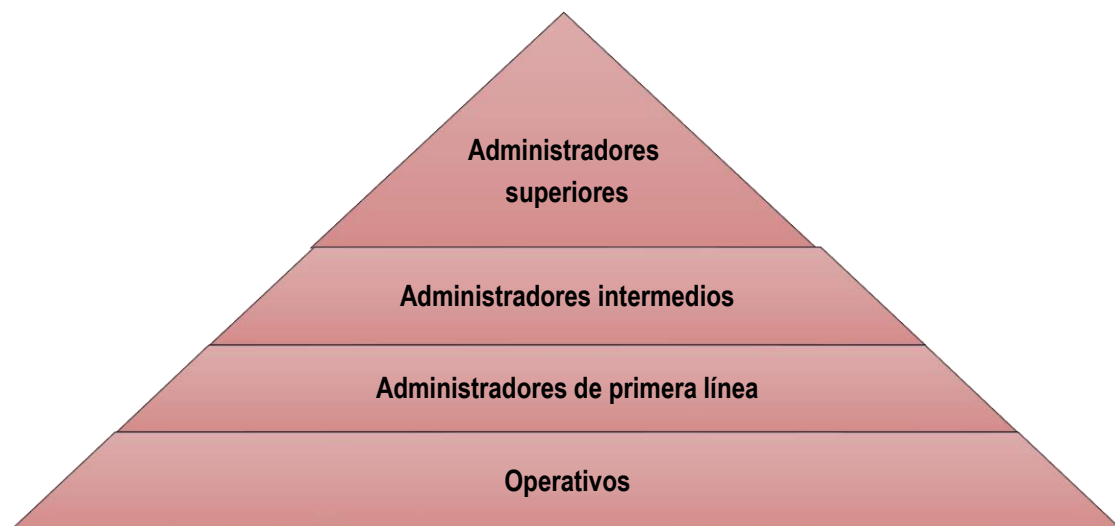 Administradores
superiores
Administradores intermedios
Administradores de primera línea
Operativos